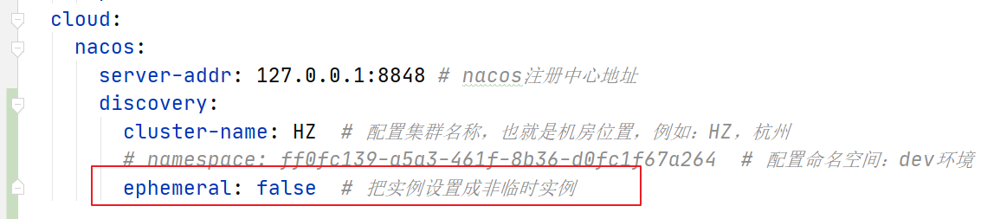 cloud:
nacos:
server-addr: 127.0.0.1:8848 # nacos注册中心地址
discovery:
cluster-name: HZ  # 配置集群名称，也就是机房位置，例如：HZ，杭州
# namespace: ff0fc139-a5a3-461f-8b36-d0fc1f67a264  # 配置命名空间：dev环境
ephemeral: false  # 把实例设置成非临时实例